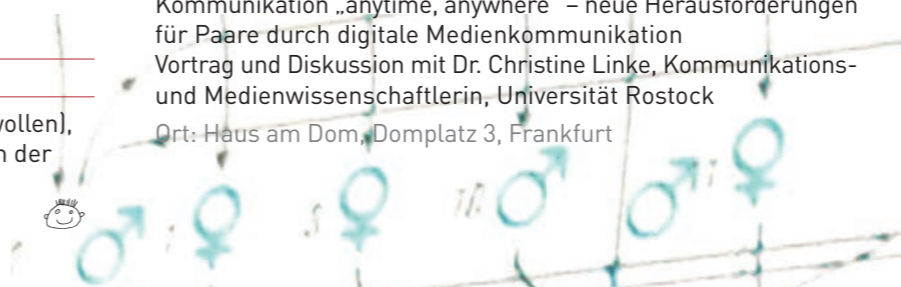 Kommunikation „anytime, anywhere“ – neue Herausforderungen
für Paare durch digitale Medienkommunikation
Vortrag und Diskussion mit Dr. Christine Linke, Kommunikations-
und Medienwissenschaftlerin, Universität Rostock
Ort: Haus am Dom, Domplatz 3, Frankfurt
wollen),
der